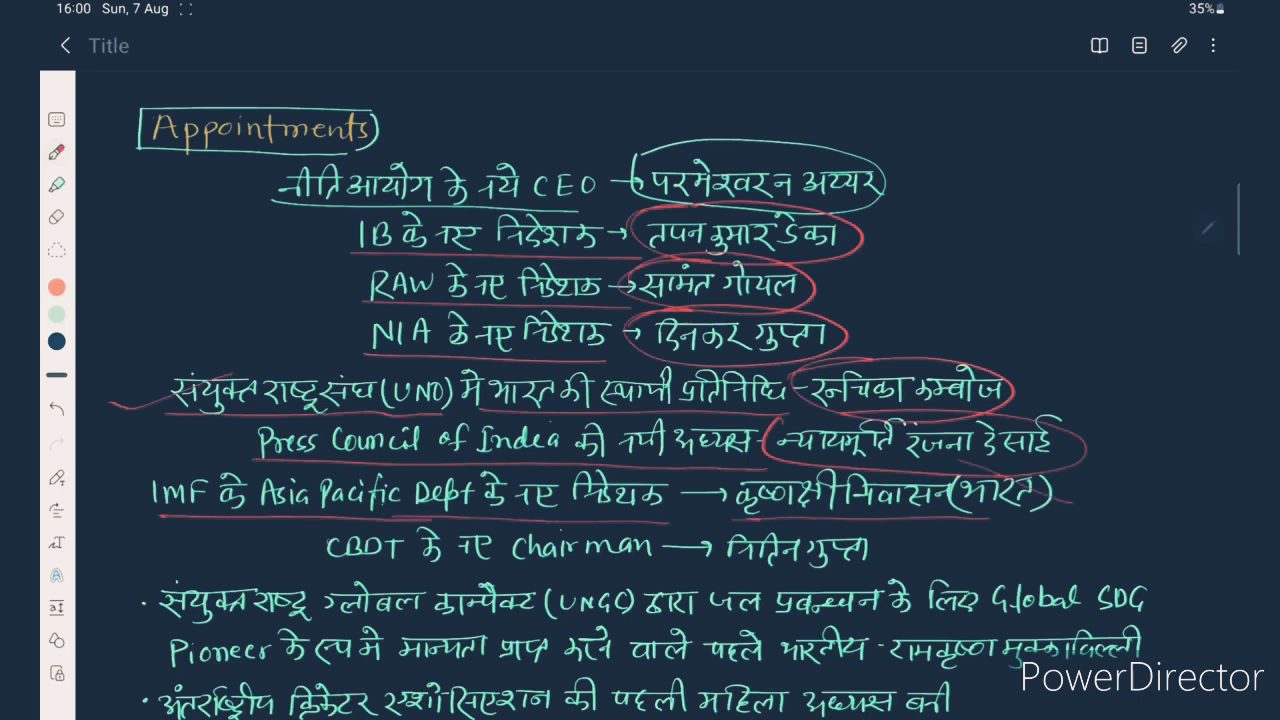 16:00 Sun, 7 Aug
35%
Title
Appointments
नीति आयोग के नये CEO → परमेश्वरन अय्यर
IB के नए निदेशक → तपन कुमार डेका
RAW के नए निदेशक → सामंत गोयल
NIA के नए निदेशक → दिनकर गुप्ता
संयुक्त राष्ट्र संघ (UNO) में भारत की स्थायी प्रतिनिधि - रूचिका कम्बोज
Press Council of India की नयी अध्यक्ष - न्यायमूर्ति रंजना देसाई
IMF के Asia Pacific Dept के नए निदेशक → कृष्णा श्रीनिवासन (भारत)
CBDT के नए Chairman → नितिन गुप्ता
· संयुक्त राष्ट्र ग्लोबल काम्पैक्ट (UNGC) द्वारा जल प्रबन्धन के लिए Global SDG
Pioneer के रूप मे मान्यता प्राप्त करने वाले पहले भारतीय - रामकृष्ण मुक्काविल्ली
· अंतर्राष्ट्रीय क्रिकेटर एशोसिएशन की पहली महिला अध्यक्ष बनी
PowerDirector